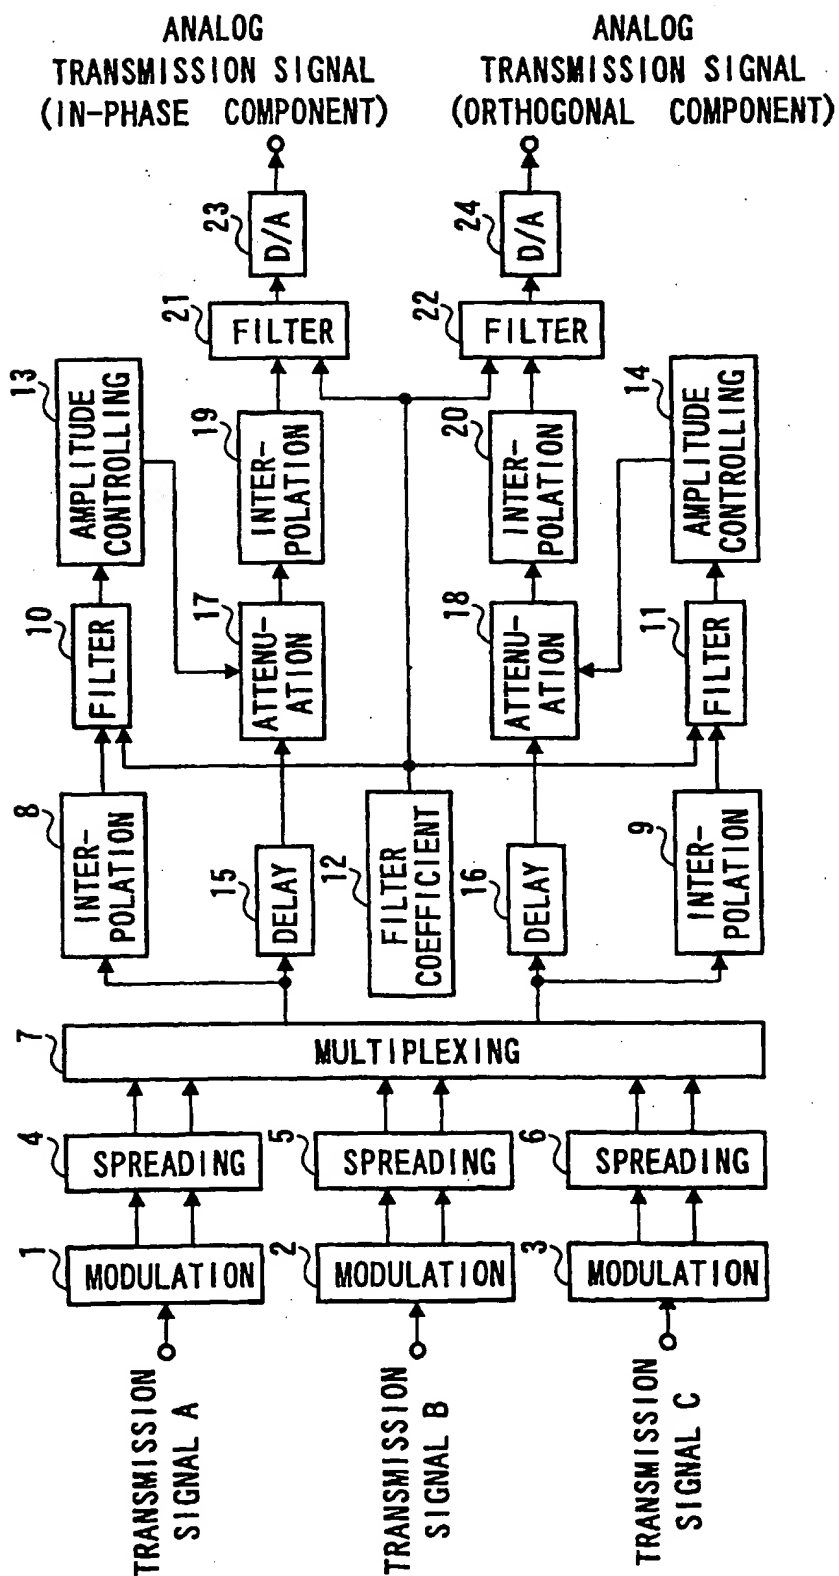 ANALOG
TRANSMISSION SIGNAL
(IN-PHASE COMPONENT)
ANALOG
TRANSMISSION SIGNAL
(ORTHOGONAL COMPONENT)
TRANSMISSION
SIGNAL A
1
MODULATION
4
SPREADING
TRANSMISSION
SIGNAL B
2
MODULATION
5
SPREADING
TRANSMISSION
SIGNAL C
3
MODULATION
6
SPREADING
7
MULTIPLEXING
8
INTER-
POLATION
10
FILTER
13
AMPLITUDE
CONTROLLING
15
DELAY
17
ATTENU-
ATION
19
INTER-
POLATION
21
FILTER
23
D/A
12
FILTER
COEFFICIENT
16
DELAY
18
ATTENU-
ATION
20
INTER-
POLATION
22
FILTER
24
D/A
9
INTER-
POLATION
11
FILTER
14
AMPLITUDE
CONTROLLING